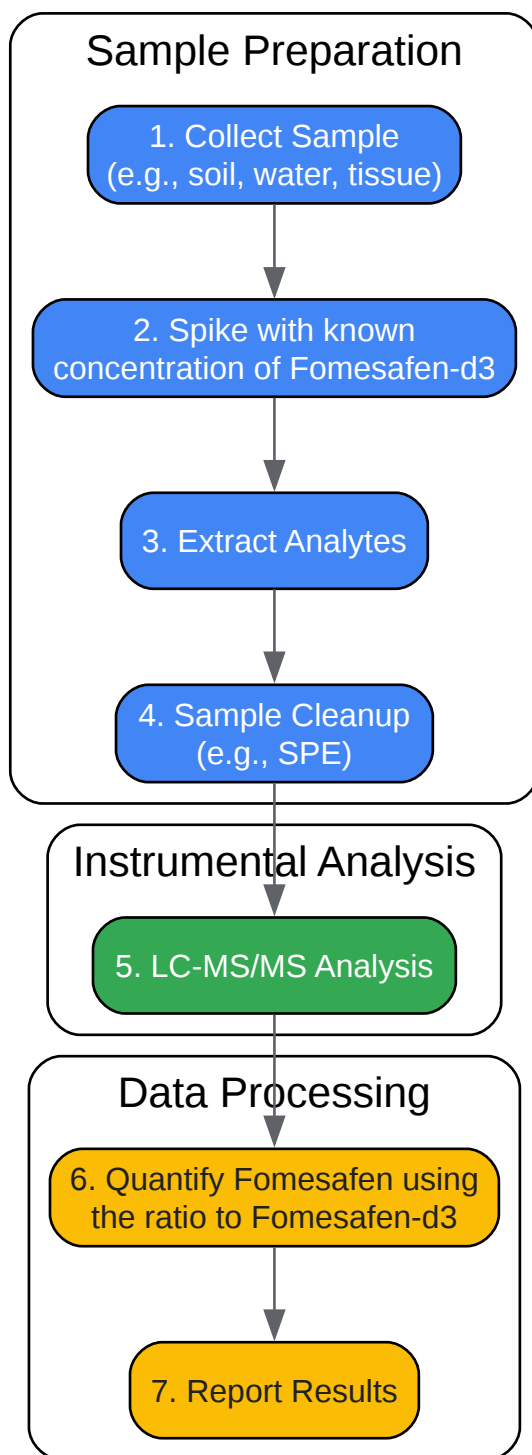 Sample Preparation
1. Collect Sample
(e.g., soil, water, tissue)
2. Spike with known
concentration of Fomesafen-d3
3. Extract Analytes
4. Sample Cleanup
(e.g., SPE)
Instrumental Analysis
5. LC-MS/MS Analysis
Data Processing
6. Quantify Fomesafen using
the ratio to Fomesafen-d3
7. Report Results